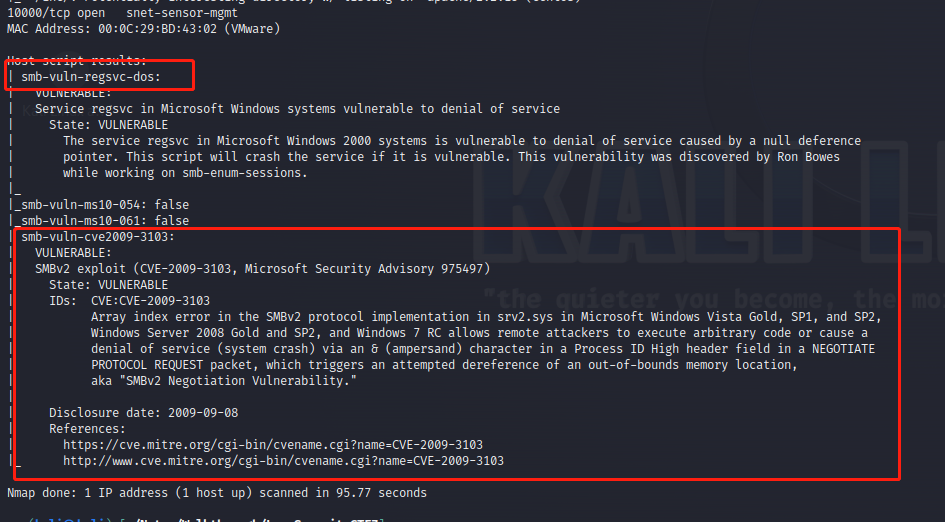 10000/tcp open   snet-sensor-mgmt
MAC Address: 00:0C:29:BD:43:02 (VMware)
Host script results:
| smb-vuln-regsvc-dos:
|   VULNERABLE:
|   Service regsvc in Microsoft Windows systems vulnerable to denial of service
|     State: VULNERABLE
|       The service regsvc in Microsoft Windows 2000 systems is vulnerable to denial of service caused by a null deference
|       pointer. This script will crash the service if it is vulnerable. This vulnerability was discovered by Ron Bowes
|       while working on smb-enum-sessions.
|_
|_smb-vuln-ms10-054: false
|_smb-vuln-ms10-061: false
| smb-vuln-cve2009-3103:
|   VULNERABLE:
|   SMBv2 exploit (CVE-2009-3103, Microsoft Security Advisory 975497)
|     State: VULNERABLE
|     IDs:  CVE:CVE-2009-3103
|           Array index error in the SMBv2 protocol implementation in srv2.sys in Microsoft Windows Vista Gold, SP1, and SP2,
|           Windows Server 2008 Gold and SP2, and Windows 7 RC allows remote attackers to execute arbitrary code or cause a
|           denial of service (system crash) via an & (ampersand) character in a Process ID High header field in a NEGOTIATE
|           PROTOCOL REQUEST packet, which triggers an attempted dereference of an out-of-bounds memory location,
|           aka "SMBv2 Negotiation Vulnerability."
|
|     Disclosure date: 2009-09-08
|     References:
|       https://cve.mitre.org/cgi-bin/cvename.cgi?name=CVE-2009-3103
|_      http://www.cve.mitre.org/cgi-bin/cvename.cgi?name=CVE-2009-3103
Nmap done: 1 IP address (1 host up) scanned in 95.77 seconds
KALI LI
"the quieter you become, the mo